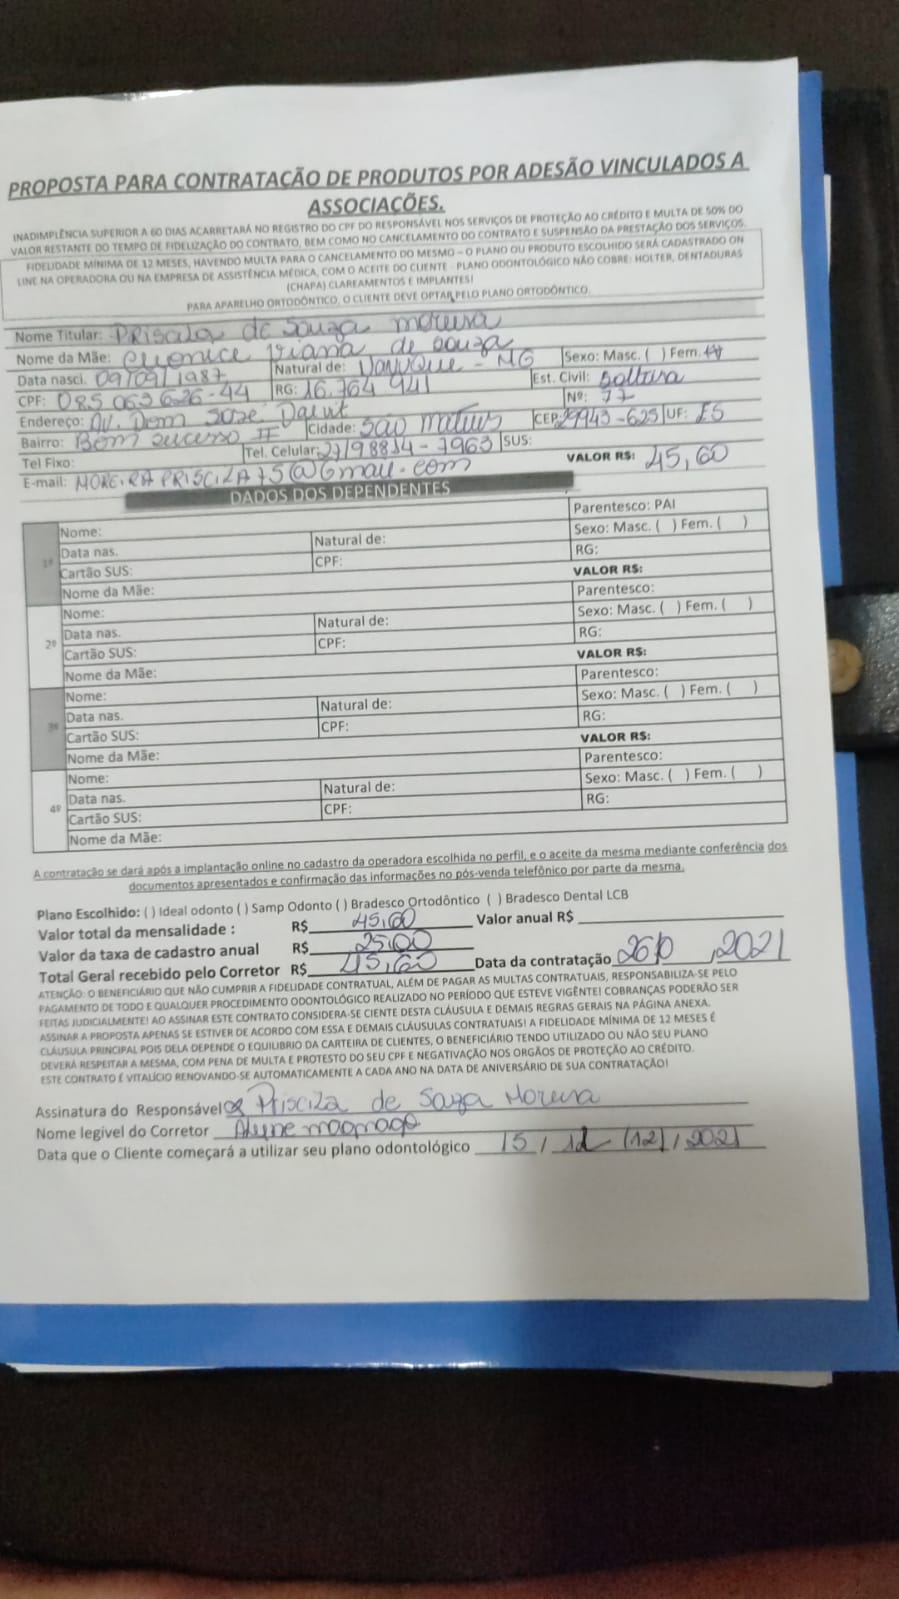 PROPOSTA PARA CONTRATAÇÃO DE PRODUTOS POR ADESÃO VINCULADOS A
ASSOCIACÕES.
INADIMPLÊNCIA SUPERIOR A 60 DIAS ACARRETARÁ NO REGISTRO DO CPF DO RESPONSÁVEL NOS SERVIÇOS DE PROTEÇÃO AO CRÉDITO E MULTA DE 50% DO
VALOR RESTANTE DO TEMPO DE FIDELIZAÇÃO DO CONTRATO, BEM COMO NO CANCELAMENTO DO CONTRATO E SUSPENSÃO DA PRESTAÇÃO DOS SERVIÇOS.
FIDELIDADE MÍNIMA DE 12 MESES, HAVENDO MULTA PARA O CANCELAMENTO DO MESMO – O PLANO OU PRODUTO ESCOLHIDO SERÁ CADASTRADO ON
LINE NA OPERADORA OU NA EMPRESA DE ASSISTÊNCIA MÉDICA, COM O ACEITE DO CLIENTE - PLANO ODONTOLÓGICO NÃO COBRE: HOLTER, DENTADURAS
(CHAPA) CLAREAMENTOS E IMPLANTES!
PARA APARELHO ORTODÔNTICO, O CLIENTE DEVE OPTAR PELO PLANO ORTODÔNTICO.
Nome Titular: Priscila de Souza moreira
Nome da Mãe: viana de souza Sexo: Masc. ( ) Fem. (X)
Data nasci. 09/09/1987 Natural de: Nanuque - MG
CPF: 085 063 626-44 RG: 16.764 941 Est. Civil: Solteira
Endereço: Av. Dom José Nº: 77
Bairro: Bom sucesso II Cidade: São Mateus CEP: 29943-625 UF: ES
Tel Fixo: Tel. Celular: 27/98814-7963 SUS:
E-mail: MOREIRAPRISCILA75@Gmail.com VALOR R$: 45,60
DADOS DOS DEPENDENTES
1º Nome: Parentesco: PAI
Data nas. Natural de: Sexo: Masc. ( ) Fem. ( )
Cartão SUS: CPF: RG:
Nome da Mãe: VALOR R$:
2º Nome: Parentesco:
Data nas. Natural de: Sexo: Masc. ( ) Fem. ( )
Cartão SUS: CPF: RG:
Nome da Mãe: VALOR R$:
3º Nome: Parentesco:
Data nas. Natural de: Sexo: Masc. ( ) Fem. ( )
Cartão SUS: CPF: RG:
Nome da Mãe: VALOR R$:
4º Nome: Parentesco:
Data nas. Natural de: Sexo: Masc. ( ) Fem. ( )
Cartão SUS: CPF: RG:
Nome da Mãe:
A contratação se dará após a implantação online no cadastro da operadora escolhida no perfil, e o aceite da mesma mediante conferência dos
documentos apresentados e confirmação das informações no pós-venda telefônico por parte da mesma.
Plano Escolhido: ( ) Ideal odonto ( ) Samp Odonto ( ) Bradesco Ortodôntico ( ) Bradesco Dental LCB
Valor total da mensalidade : R$ 45,60 Valor anual R$
Valor da taxa de cadastro anual R$ 25,00
Total Geral recebido pelo Corretor R$ 45,60 Data da contratação 26/ , 2021
ATENÇÃO: O BENEFICIÁRIO QUE NÃO CUMPRIR A FIDELIDADE CONTRATUAL, ALÉM DE PAGAR AS MULTAS CONTRATUAIS, RESPONSABILIZA-SE PELO
PAGAMENTO DE TODO E QUALQUER PROCEDIMENTO ODONTOLÓGICO REALIZADO NO PERÍODO QUE ESTEVE VIGÊNTE! COBRANÇAS PODERÃO SER
FEITAS JUDICIALMENTE! AO ASSINAR ESTE CONTRATO CONSIDERA-SE CIENTE DESTA CLÁUSULA E DEMAIS REGRAS GERAIS NA PÁGINA ANEXA.
ASSINAR A PROPOSTA APENAS SE ESTIVER DE ACORDO COM ESSA E DEMAIS CLÁUSULAS CONTRATUAIS! A FIDELIDADE MÍNIMA DE 12 MESES É
CLÁUSULA PRINCIPAL POIS DELA DEPENDE O EQUILIBRIO DA CARTEIRA DE CLIENTES, O BENEFICIÁRIO TENDO UTILIZADO OU NÃO SEU PLANO
DEVERÁ RESPEITAR A MESMA, COM PENA DE MULTA E PROTESTO DO SEU CPF E NEGATIVAÇÃO NOS ORGÃOS DE PROTEÇÃO AO CRÉDITO.
ESTE CONTRATO É VITALÍCIO RENOVANDO-SE AUTOMATICAMENTE A CADA ANO NA DATA DE ANIVERSÁRIO DE SUA CONTRATAÇÃO!
Assinatura do Responsável Priscila de Souza Moreira
Nome legível do Corretor
Data que o Cliente começará a utilizar seu plano odontológico 15 / 12 (12) / 2021